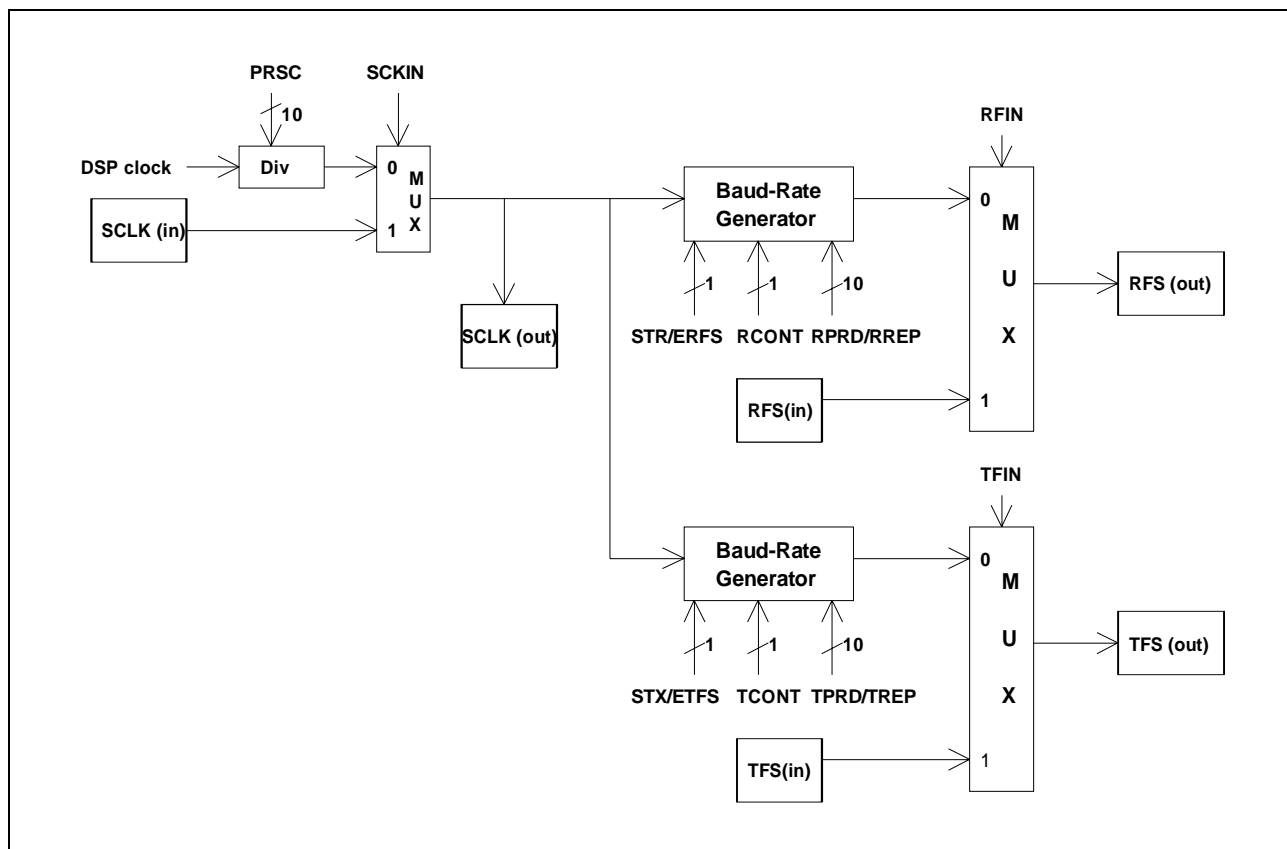 PRSC
SCKIN
10
RFIN
DSP clock
Div
0
M
U
X
1
SCLK (in)
Baud-Rate
Generator
0
M
U
X
1
RFS (out)
SCLK (out)
1
1
10
STR/ERFS
RCONT
RPRD/RREP
RFS(in)
TFIN
Baud-Rate
Generator
0
M
U
X
1
TFS (out)
1
1
10
STX/ETFS
TCONT
TPRD/TREP
TFS(in)